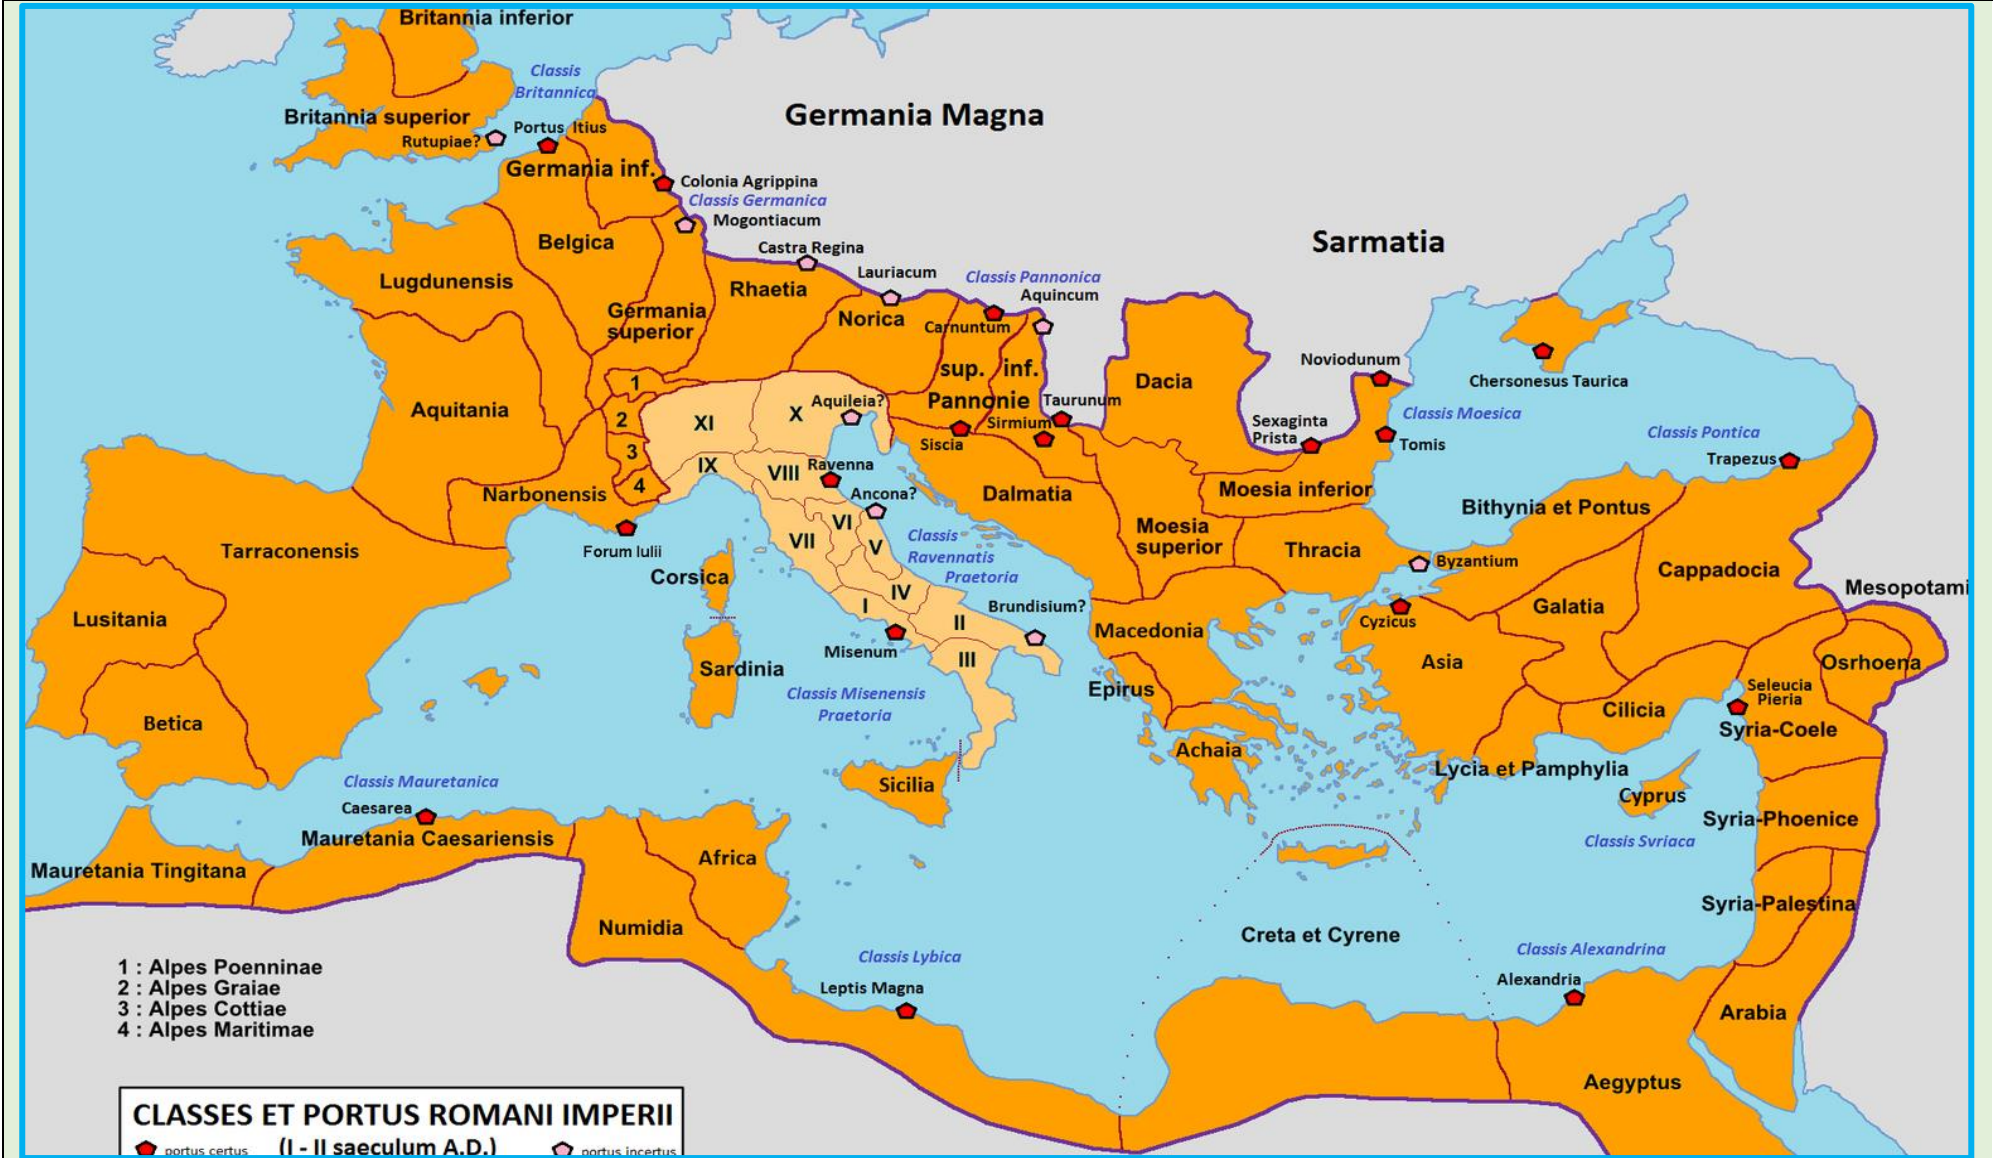 Britannia inferior
Classis
Britannica
Germania Magna
Britannia superior
Portus Itius
Rutupiae?
Germania inf.
Colonia Agrippina
Classis Germanica
Mogontiacum
Belgica
Castra Regina
Sarmatia
Lauriacum
Classis Pannonica
Aquincum
Lugdunensis
Rhaetia
Germania
superior
Norica
Carnuntum
Noviodunum
sup.
inf.
Dacia
Chersonesus Taurica
1
Aquitania
2
XI
X
Aquileia?
Pannonie
Taurunum
Sirmium
Siscia
Sexaginta
Prista
Classis Moesica
Tomis
Classis Pontica
Trapezus
3
IX
VIII
Ravenna
4
Narbonensis
Ancona?
Dalmatia
Moesia inferior
Bithynia et Pontus
Forum Iulii
VI
VII
V
Classis
Ravennatis
Praetoria
Moesia
superior
Thracia
Byzantium
Tarraconensis
Corsica
Cappadocia
Mesopotami
Lusitania
IV
I
II
Brundisium?
Galatia
Cyzicus
Misenum
III
Macedonia
Asia
Osrhoena
Sardinia
Epirus
Seleucia
Pieria
Classis Misenensis
Praetoria
Betica
Cilicia
Syria-Coele
Achaia
Lycia et Pamphylia
Classis Mauretanica
Sicilia
Cyprus
Caesarea
Syria-Phoenice
Mauretania Caesariensis
Classis Svriaca
Africa
Mauretania Tingitana
Syria-Palestina
Numidia
Creta et Cyrene
Classis Lybica
Classis Alexandrina
Leptis Magna
Alexandria
Arabia
Aegyptus
1 : Alpes Poenninae
2 : Alpes Graiae
3 : Alpes Cottiae
4 : Alpes Maritimae
CLASSES ET PORTUS ROMANI IMPERII
portus certus (I - II saeculum A.D.) portus incertus